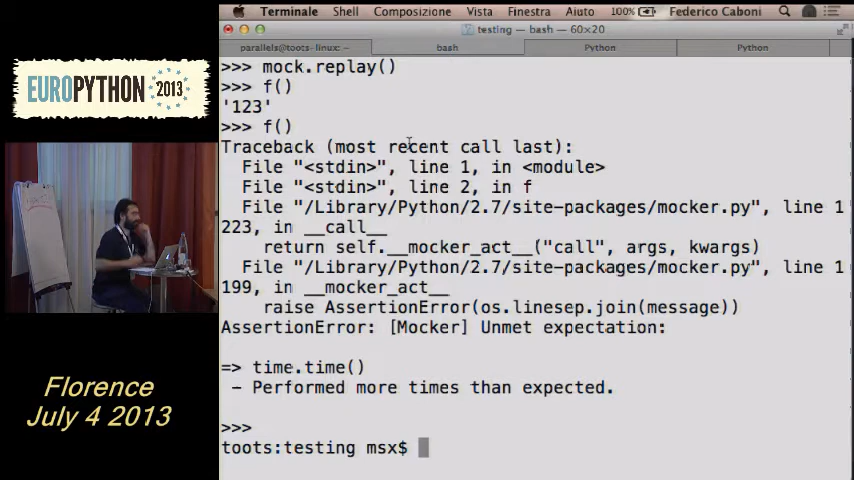 Terminale Shell Composizione Vista Finestra Aiuto 100% Federico Caboni
testing — bash — 60×20
parallels@toots-linux: ~
bash
Python
Python
>>> mock.replay()
>>> f()
'123'
>>> f()
Traceback (most recent call last):
File "<stdin>", line 1, in <module>
File "<stdin>", line 2, in f
File "/Library/Python/2.7/site-packages/mocker.py", line 1
223, in __call__
return self.__mocker_act__("call", args, kwargs)
File "/Library/Python/2.7/site-packages/mocker.py", line 1
199, in __mocker_act__
raise AssertionError(os.linesep.join(message))
AssertionError: [Mocker] Unmet expectation:
=> time.time()
- Performed more times than expected.
>>>
toots:testing msx$
EUROPYTHON 2013
Florence
July 4 2013